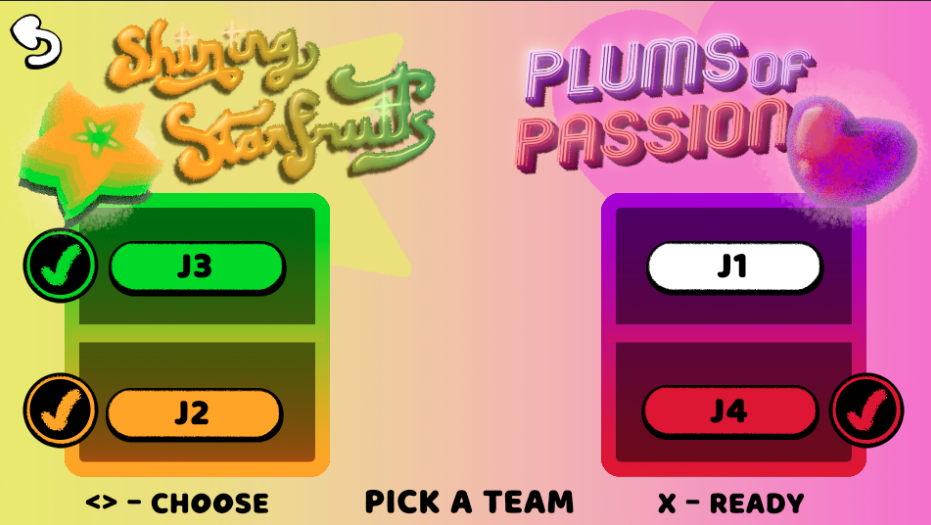 Shining
Starfruits
PLUMS OF
PASSION
J3
J1
J2
J4
<> - CHOOSE
PICK A TEAM
X - READY